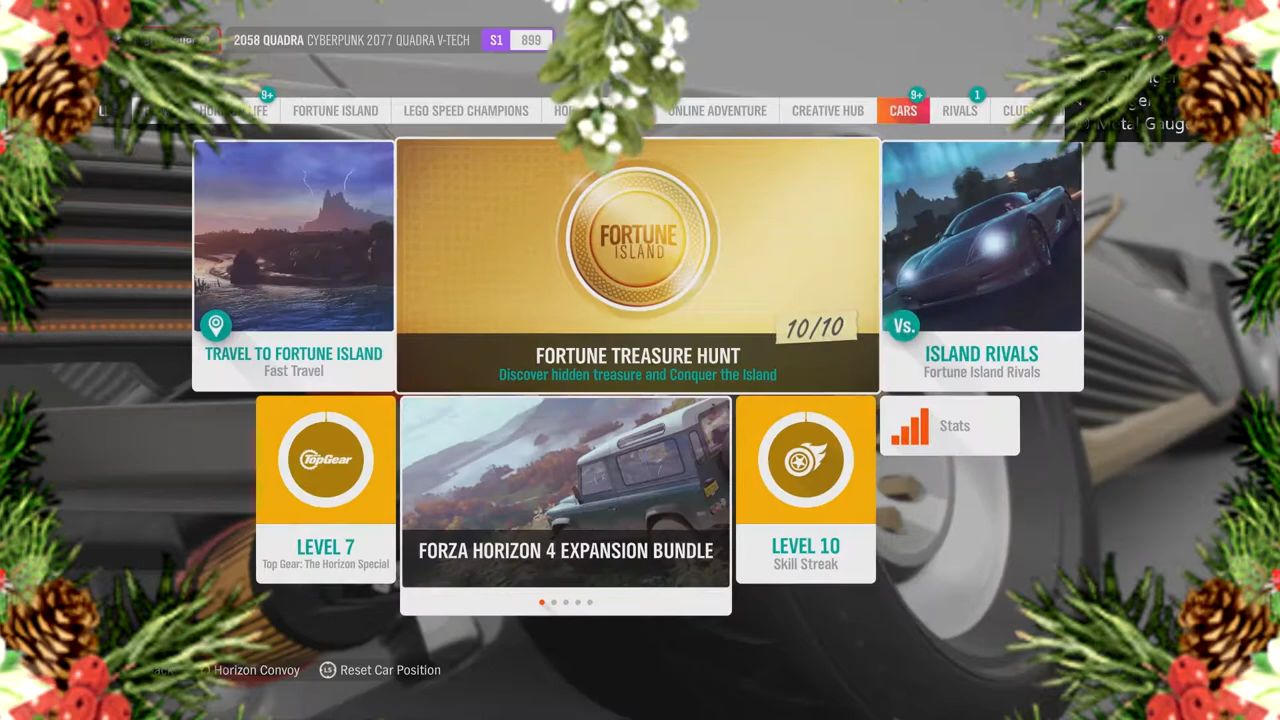 2058 QUADRA CYBERPUNK 2077 QUADRA V-TECH S1 899
9+ 9+ 1
FORTUNE ISLAND LEGO SPEED CHAMPIONS ONLINE ADVENTURE CREATIVE HUB CARS RIVALS
Metal Gauge
FORTUNE
ISLAND
10/10
Vs.
TRAVEL TO FORTUNE ISLAND
Fast Travel
FORTUNE TREASURE HUNT
Discover hidden treasure and Conquer the Island
ISLAND RIVALS
Fortune Island Rivals
TopGear
Stats
LEVEL 7
Top Gear: The Horizon Special
FORZA HORIZON 4 EXPANSION BUNDLE
LEVEL 10
Skill Streak
Horizon Convoy LS Reset Car Position